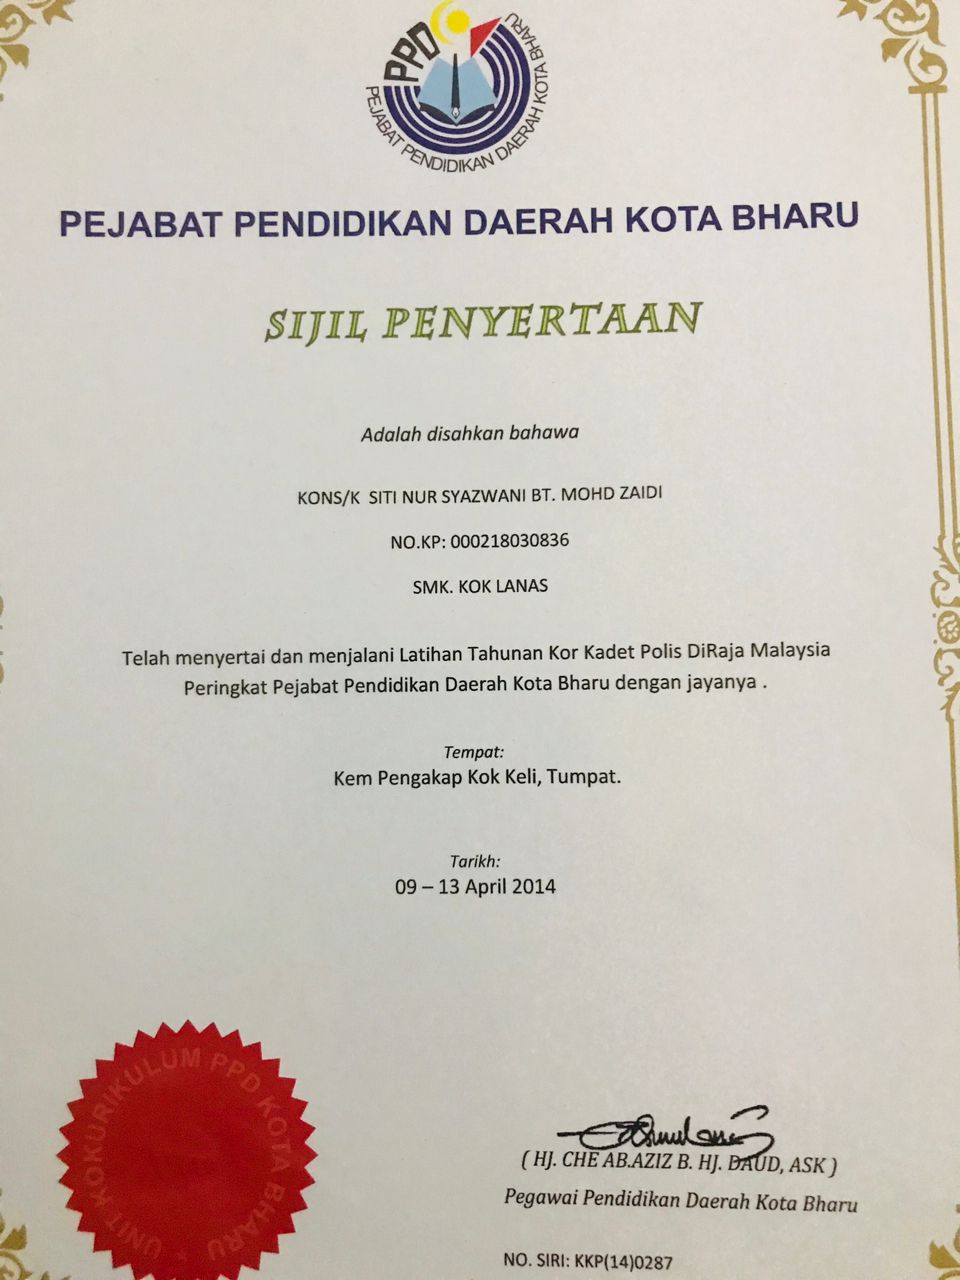 PPD
PEJABAT PENDIDIKAN DAERAH KOTA BHARU
PEJABAT PENDIDIKAN DAERAH KOTA BHARU
SIJIL PENYERTAAN
Adalah disahkan bahawa
KONS/K SITI NUR SYAZWANI BT. MOHD ZAIDI
NO.KP: 000218030836
SMK. KOK LANAS
Telah menyertai dan menjalani Latihan Tahunan Kor Kadet Polis DiRaja Malaysia
Peringkat Pejabat Pendidikan Daerah Kota Bharu dengan jayanya .
Tempat:
Kem Pengakap Kok Keli, Tumpat.
Tarikh:
09 – 13 April 2014
UNIT KOKURIKULUM PPD KOTA BHARU
( HJ. CHE AB.AZIZ B. HJ. DAUD, ASK )
Pegawai Pendidikan Daerah Kota Bharu
NO. SIRI: KKP(14)0287